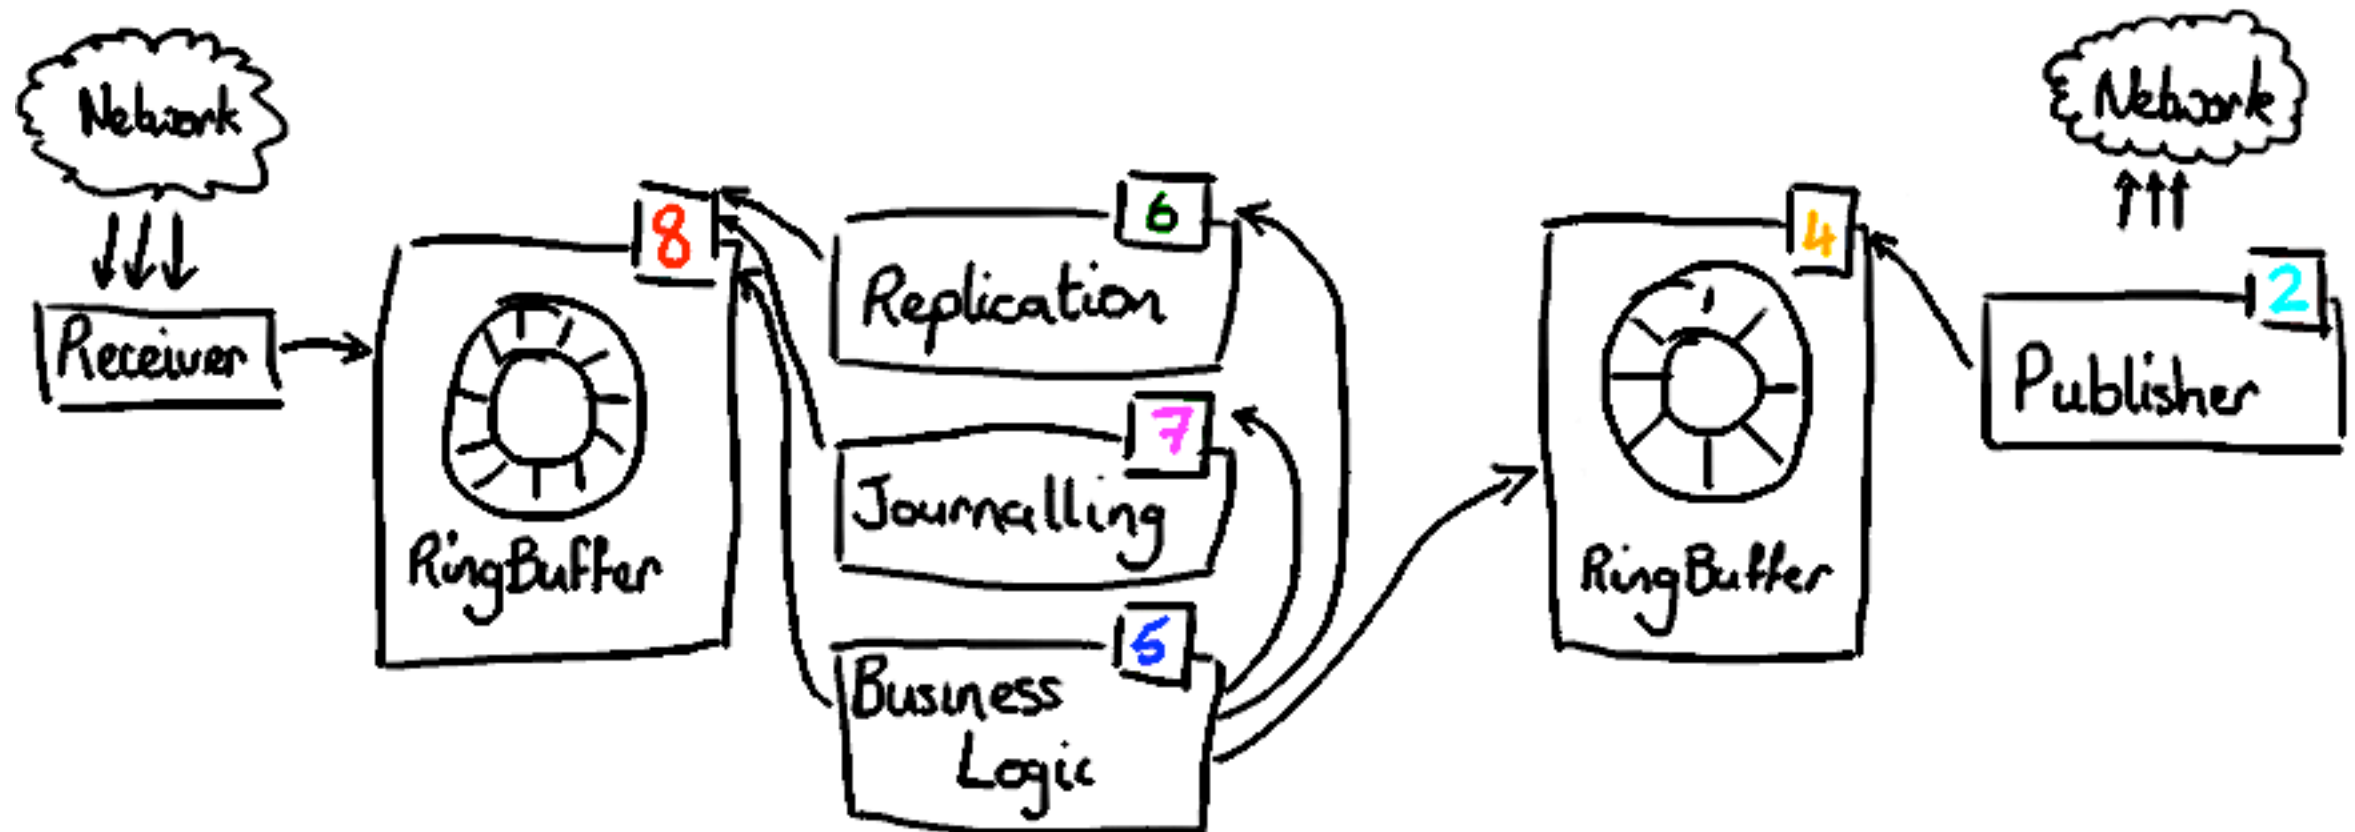 Network
Receiver
8
RingBuffer
6
Replication
7
Journalling
5
Business
Logic
4
RingBuffer
Network
2
Publisher